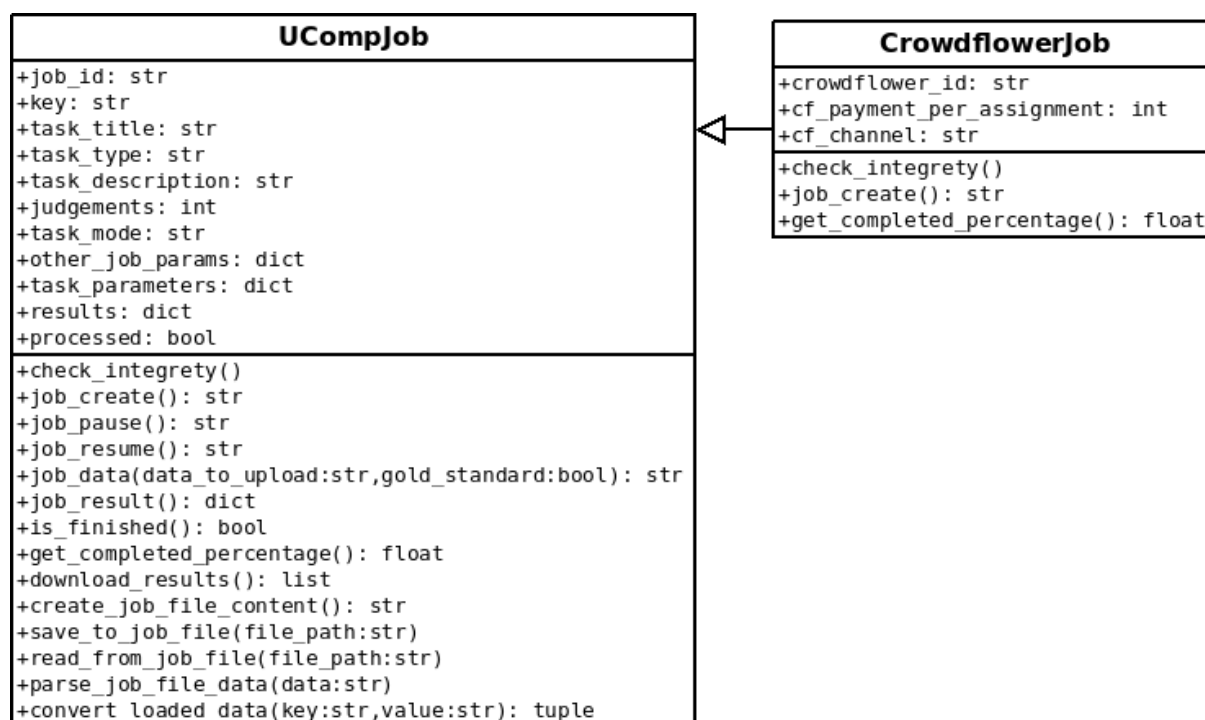 UCompJob
+job_id: str
+key: str
+task_title: str
+task_type: str
+task_description: str
+judgements: int
+task_mode: str
+other_job_params: dict
+task_parameters: dict
+results: dict
+processed: bool
+check_integrety()
+job_create(): str
+job_pause(): str
+job_resume(): str
+job_data(data_to_upload:str,gold_standard:bool): str
+job_result(): dict
+is_finished(): bool
+get_completed_percentage(): float
+download_results(): list
+create_job_file_content(): str
+save_to_job_file(file_path:str)
+read_from_job_file(file_path:str)
+parse_job_file_data(data:str)
+convert_loaded_data(key:str,value:str): tuple
CrowdflowerJob
+crowdflower_id: str
+cf_payment_per_assignment: int
+cf_channel: str
+check_integrety()
+job_create(): str
+get_completed_percentage(): float